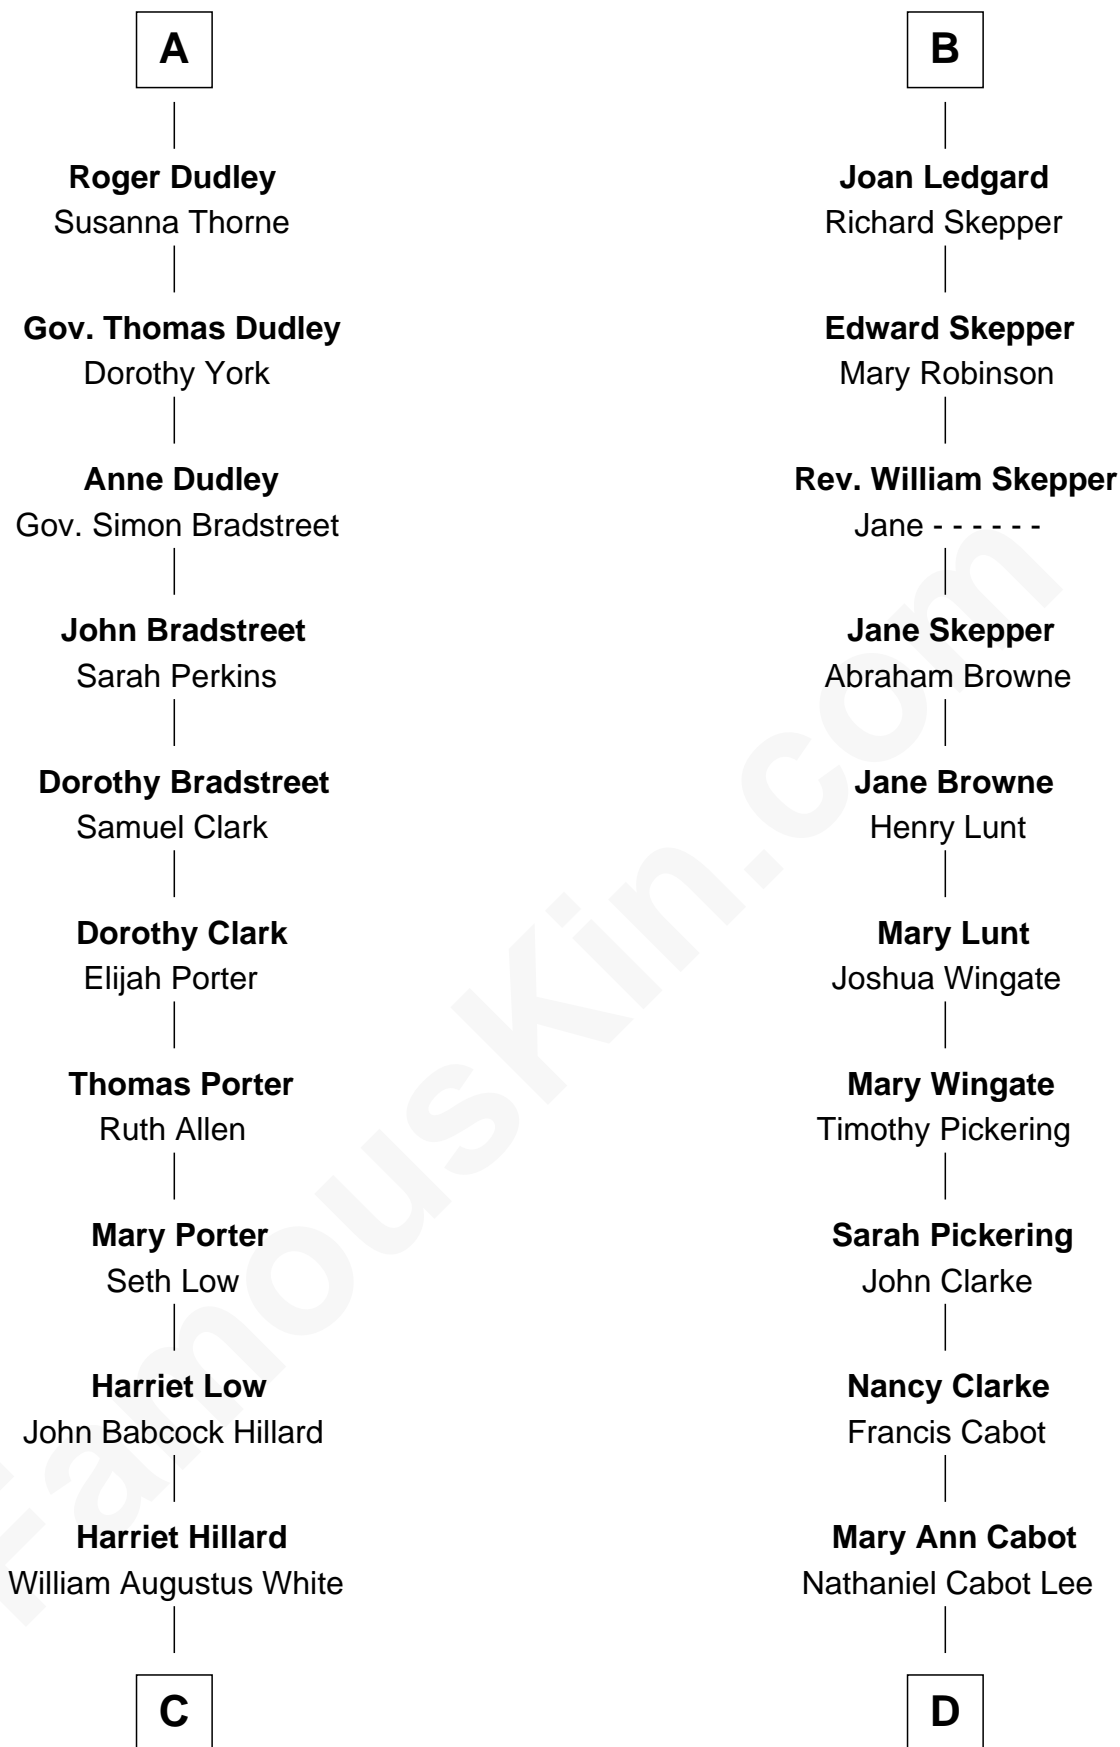 A
Roger Dudley
Susanna Thorne
Gov. Thomas Dudley
Dorothy York
Anne Dudley
Gov. Simon Bradstreet
John Bradstreet
Sarah Perkins
Dorothy Bradstreet
Samuel Clark
Dorothy Clark
Elijah Porter
Thomas Porter
Ruth Allen
Mary Porter
Seth Low
Harriet Low
John Babcock Hillard
Harriet Hillard
William Augustus White
C
B
Joan Ledgard
Richard Skepper
Edward Skepper
Mary Robinson
Rev. William Skepper
Jane - - - - - -
Jane Skepper
Abraham Browne
Jane Browne
Henry Lunt
Mary Lunt
Joshua Wingate
Mary Wingate
Timothy Pickering
Sarah Pickering
John Clarke
Nancy Clarke
Francis Cabot
Mary Ann Cabot
Nathaniel Cabot Lee
D
FamousKin.com